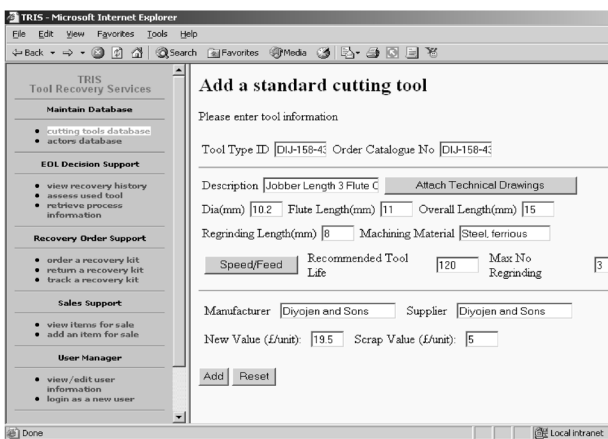 TRIS - Microsoft Internet Explorer
File Edit View Favorites Tools Help
Back Search Favorites Media
TRIS
Tool Recovery Services
Maintain Database
cutting tools database
actors database
EOL Decision Support
view recovery history
assess used tool
retrieve process
information
Recovery Order Support
order a recovery kit
return a recovery kit
track a recovery kit
Sales Support
view items for sale
add an item for sale
User Manager
view/edit user
information
login as a new user
Add a standard cutting tool
Please enter tool information
Tool Type ID DIJ-158-43 Order Catalogue No DIJ-158-43
Description Jobber Length 3 Flute C Attach Technical Drawings
Dia(mm) 10.2 Flute Length(mm) 11 Overall Length(mm) 15
Regrinding Length(mm) 8 Machining Material Steel, ferrious
Speed/Feed Recommended Tool Life 120 Max No Regrinding 3
Manufacturer Diyojen and Sons Supplier Diyojen and Sons
New Value (£/unit): 19.5 Scrap Value (£/unit): 5
Add Reset
Done Local intranet